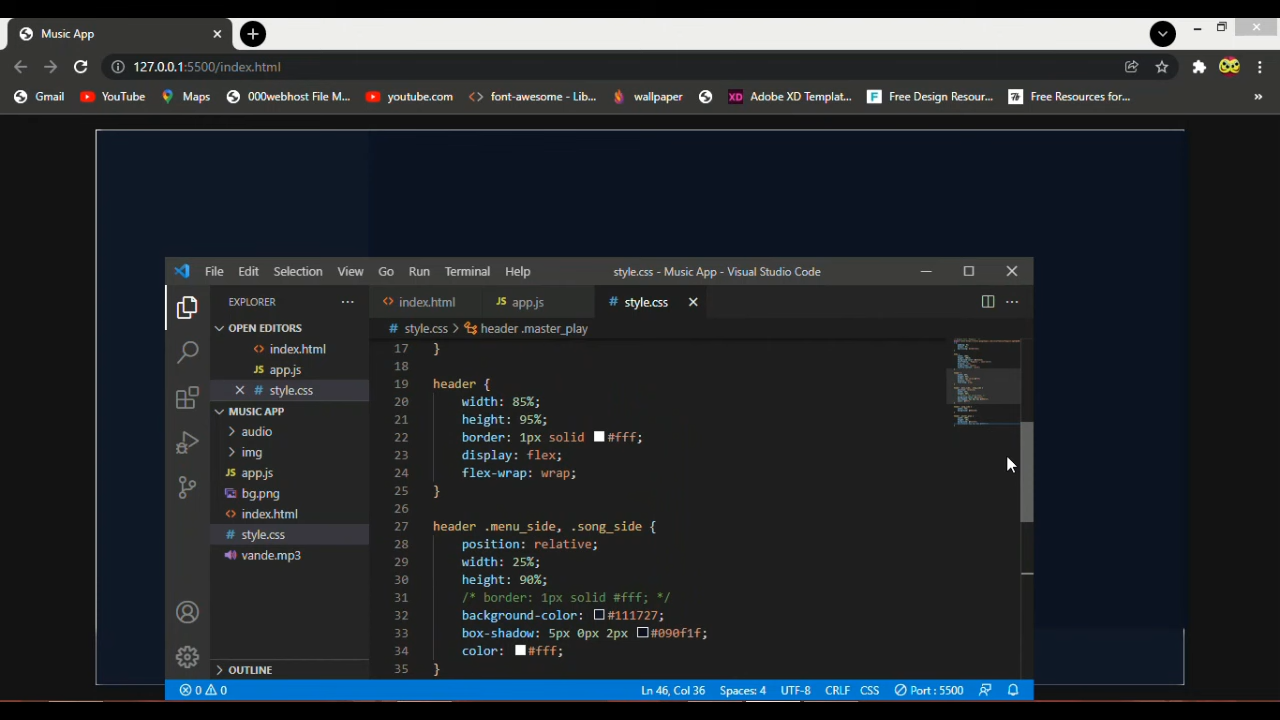 Music App
127.0.0.1:5500/index.html
Gmail YouTube Maps 000webhost File M... youtube.com font-awesome - Lib... wallpaper XD Adobe XD Templat... F Free Design Resour... Free Resources for... »
File Edit Selection View Go Run Terminal Help style.css - Music App - Visual Studio Code
EXPLORER ... <> index.html JS app.js # style.css ...
OPEN EDITORS
<> index.html
JS app.js
# style.css
MUSIC APP
audio
img
JS app.js
bg.png
<> index.html
# style.css
vande.mp3
OUTLINE
# style.css > header .master_play
17 }
18
19 header {
20 width: 85%;
21 height: 95%;
22 border: 1px solid #fff;
23 display: flex;
24 flex-wrap: wrap;
25 }
26
27 header .menu_side, .song_side {
28 position: relative;
29 width: 25%;
30 height: 90%;
31 /* border: 1px solid #fff; */
32 background-color: #111727;
33 box-shadow: 5px 0px 2px #090f1f;
34 color: #fff;
35 }
0 0 Ln 46, Col 36 Spaces: 4 UTF-8 CRLF CSS Port : 5500